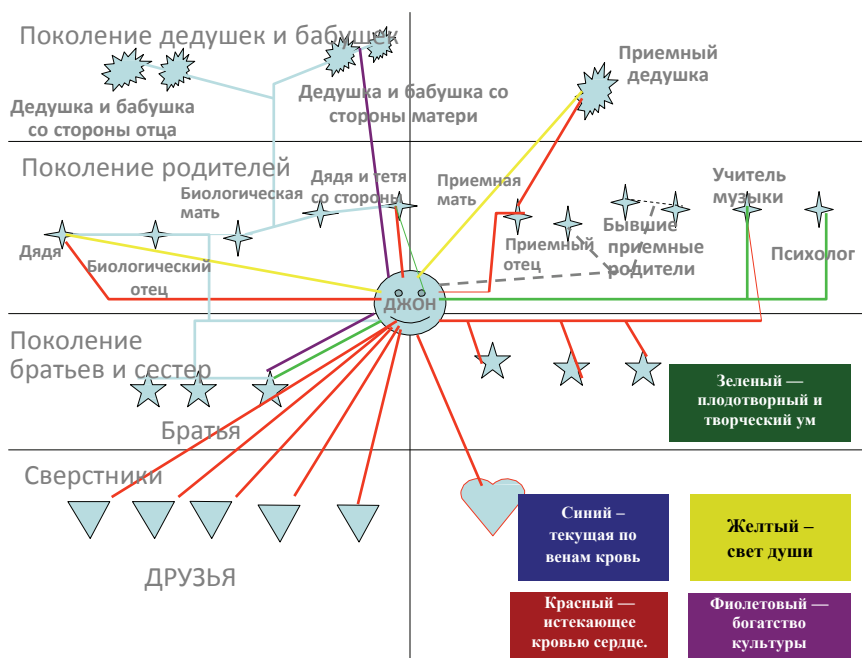 Поколение дедушек и бабушек
Дедушка и бабушка
со стороны отца
Дедушка и бабушка со
стороны матери
Приемный
дедушка
Поколение родителей
Биологическая
мать
Дядя и тетя
со стороны
Приемная
мать
Учитель
музыки
Дядя
Биологический
отец
Приемный
отец
Бывшие
приемные
родители
Психолог
ДЖОН
Поколение
братьев и сестер
Братья
Зеленый —
плодотворный и
творческий ум
Сверстники
ДРУЗЬЯ
Синий –
текущая по
венам кровь
Желтый –
свет души
Красный —
истекающее
кровью сердце.
Фиолетовый —
богатство
культуры